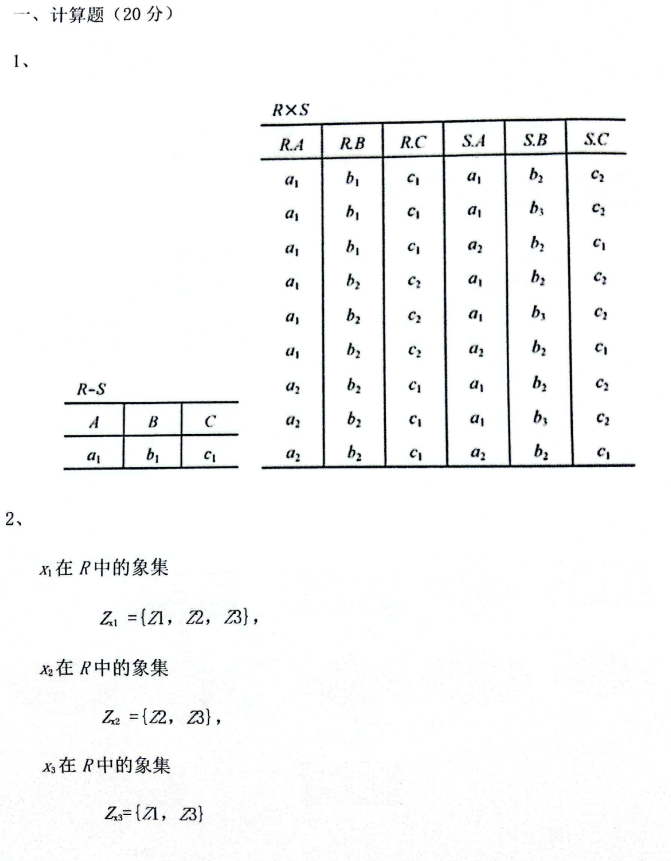 一、计算题（20 分）
1、
R×S
R.A R.B R.C S.A S.B S.C
a₁ b₁ c₁ a₁ b₂ c₂
a₁ b₁ c₁ a₁ b₃ c₂
a₁ b₁ c₁ a₂ b₂ c₁
a₁ b₂ c₂ a₁ b₂ c₂
a₁ b₂ c₂ a₁ b₃ c₂
a₁ b₂ c₂ a₂ b₂ c₁
a₂ b₂ c₁ a₁ b₂ c₂
a₂ b₂ c₁ a₁ b₃ c₂
a₂ b₂ c₁ a₂ b₂ c₁
R-S
A B C
a₁ b₁ c₁
2、
x₁在 R中的象集
Zₓ₁ ={Z1，Z2，Z3}，
x₂在 R中的象集
Zₓ₂ ={Z2，Z3}，
x₃在 R中的象集
Zₓ₃={Z1，Z3}